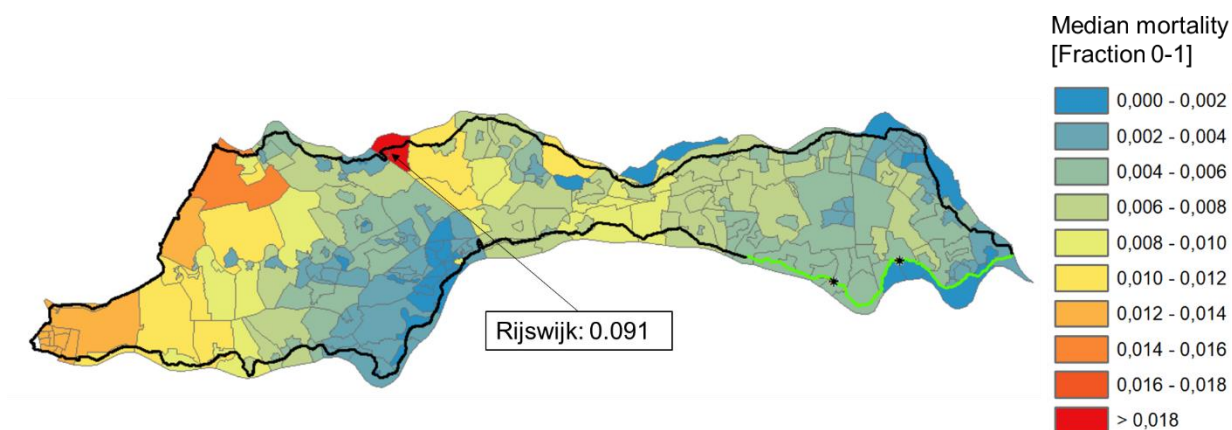 Median mortality
[Fraction 0-1]
0,000 - 0,002
0,002 - 0,004
0,004 - 0,006
0,006 - 0,008
0,008 - 0,010
0,010 - 0,012
0,012 - 0,014
0,014 - 0,016
0,016 - 0,018
> 0,018
Rijswijk: 0.091